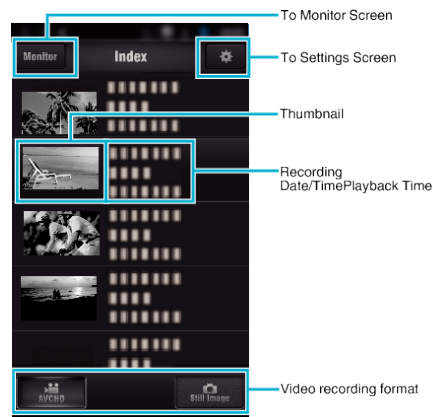 To Monitor Screen
Monitor
Index
To Settings Screen
Thumbnail
Recording
Date/TimePlayback Time
AVCHD
Still Image
Video recording format